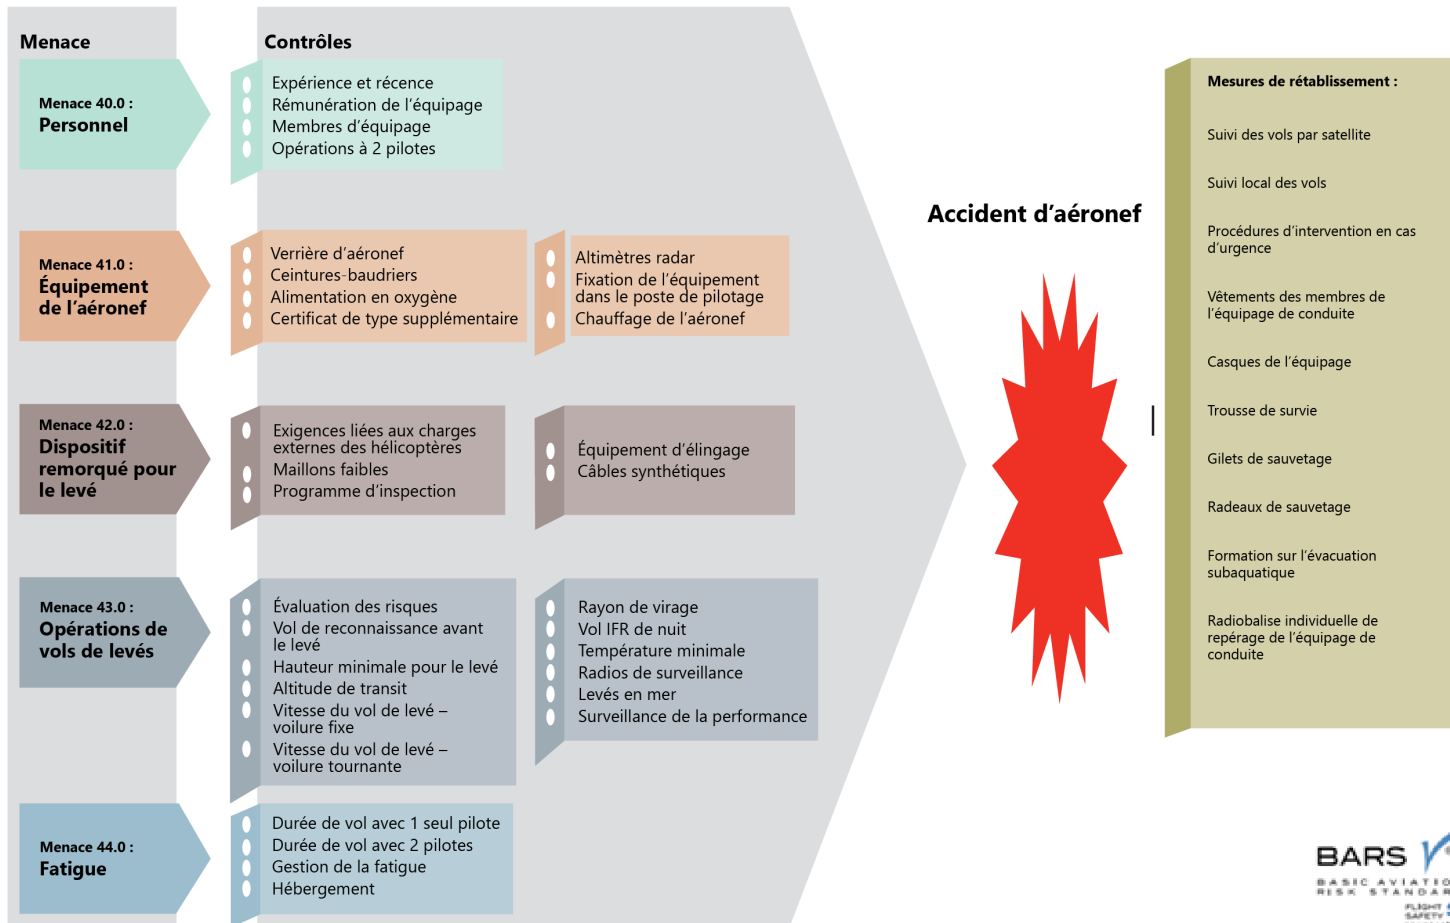 Menace
Contrôles
Menace 40.0 :
Personnel
Expérience et récence
Rémunération de l’équipage
Membres d’équipage
Opérations à 2 pilotes
Menace 41.0 :
Équipement
de l’aéronef
Verrière d’aéronef
Ceintures-baudriers
Alimentation en oxygène
Certificat de type supplémentaire
Altimètres radar
Fixation de l’équipement
dans le poste de pilotage
Chauffage de l’aéronef
Menace 42.0 :
Dispositif
remorqué pour
le levé
Exigences liées aux charges
externes des hélicoptères
Maillons faibles
Programme d’inspection
Équipement d’élingage
Câbles synthétiques
Menace 43.0 :
Opérations de
vols de levés
Évaluation des risques
Vol de reconnaissance avant
le levé
Hauteur minimale pour le levé
Altitude de transit
Vitesse du vol de levé –
voilure fixe
Vitesse du vol de levé –
voilure tournante
Rayon de virage
Vol IFR de nuit
Température minimale
Radios de surveillance
Levés en mer
Surveillance de la performance
Menace 44.0 :
Fatigue
Durée de vol avec 1 seul pilote
Durée de vol avec 2 pilotes
Gestion de la fatigue
Hébergement
Accident d’aéronef
Mesures de rétablissement :
Suivi des vols par satellite
Suivi local des vols
Procédures d’intervention en cas
d’urgence
Vêtements des membres de
l’équipage de conduite
Casques de l’équipage
Trousse de survie
Gilets de sauvetage
Radeaux de sauvetage
Formation sur l’évacuation
subaquatique
Radiobalise individuelle de
repérage de l’équipage de
conduite
BARS
BASIC AVIATIO
RISK STANDAR
FLIGHT
SAFETY